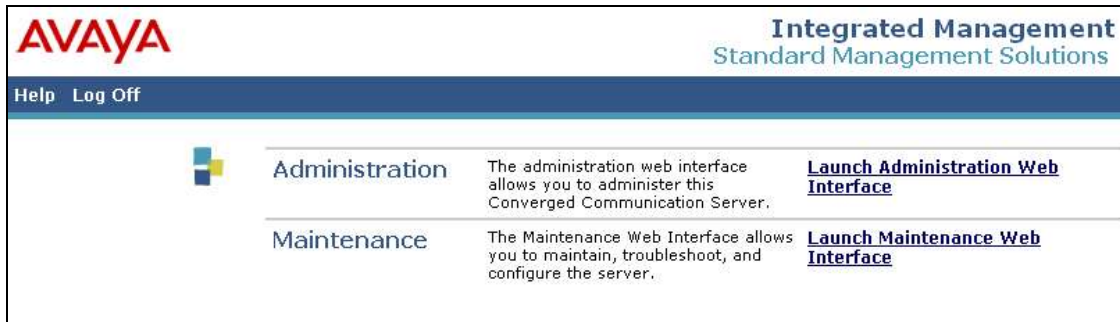 AVAYA
Integrated Management
Standard Management Solutions
Help Log Off
Administration
The administration web interface
allows you to administer this
Converged Communication Server.
Launch Administration Web
Interface
Maintenance
The Maintenance Web Interface allows
you to maintain, troubleshoot, and
configure the server.
Launch Maintenance Web
Interface